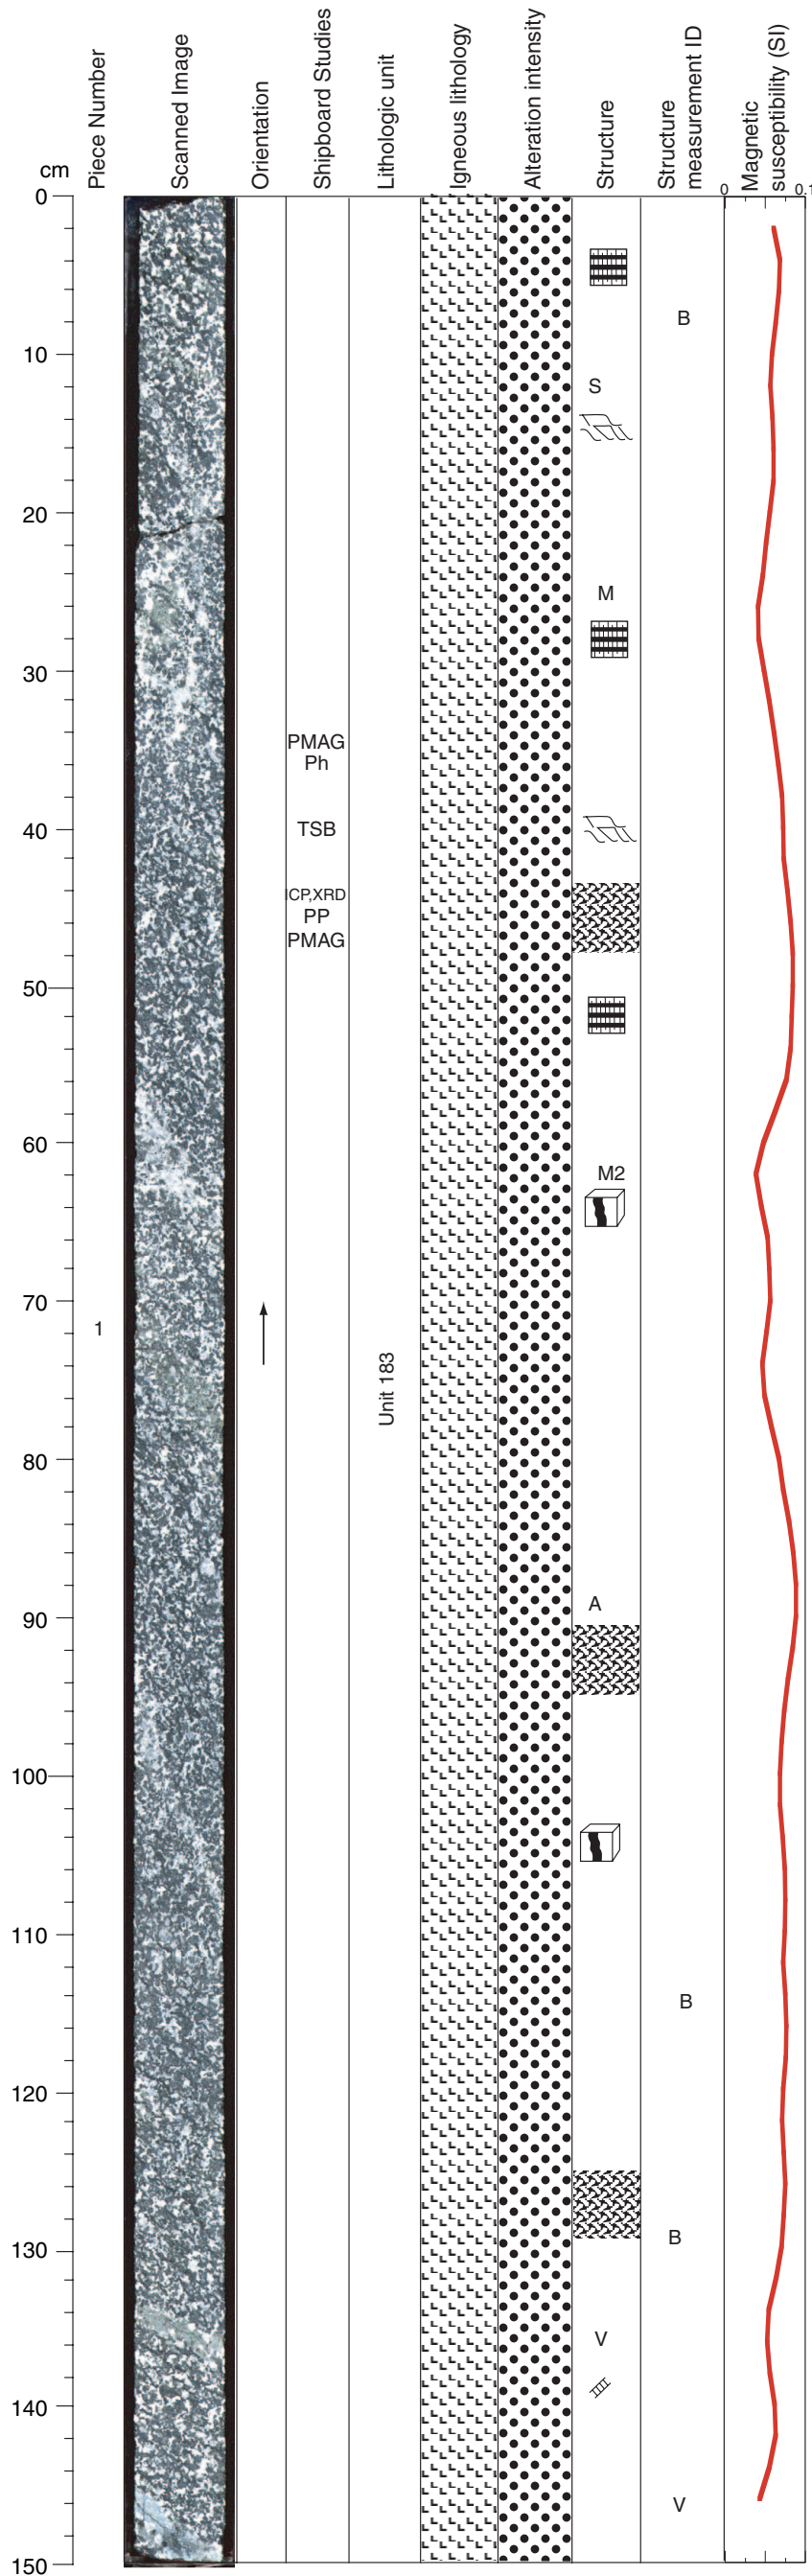 cm
Piece Number
Scanned Image
Orientation
Shipboard Studies
Lithologic unit
Igneous lithology
Alteration intensity
Structure
Structure
measurement ID
Magnetic
susceptibility (SI)
0
0.1
0
B
10
S
20
M
30
PMAG
Ph
40
TSB
ICP,XRD
PP
PMAG
50
60
M2
70
1
Unit 183
80
90
A
100
110
B
120
130
B
V
140
V
150